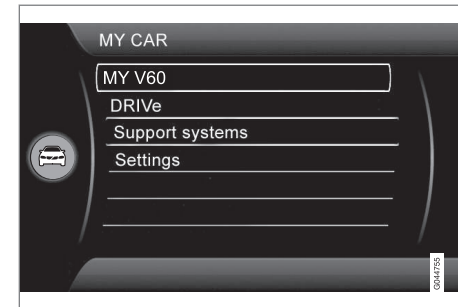 MY CAR
MY V60
DRIVe
Support systems
Settings
G044755